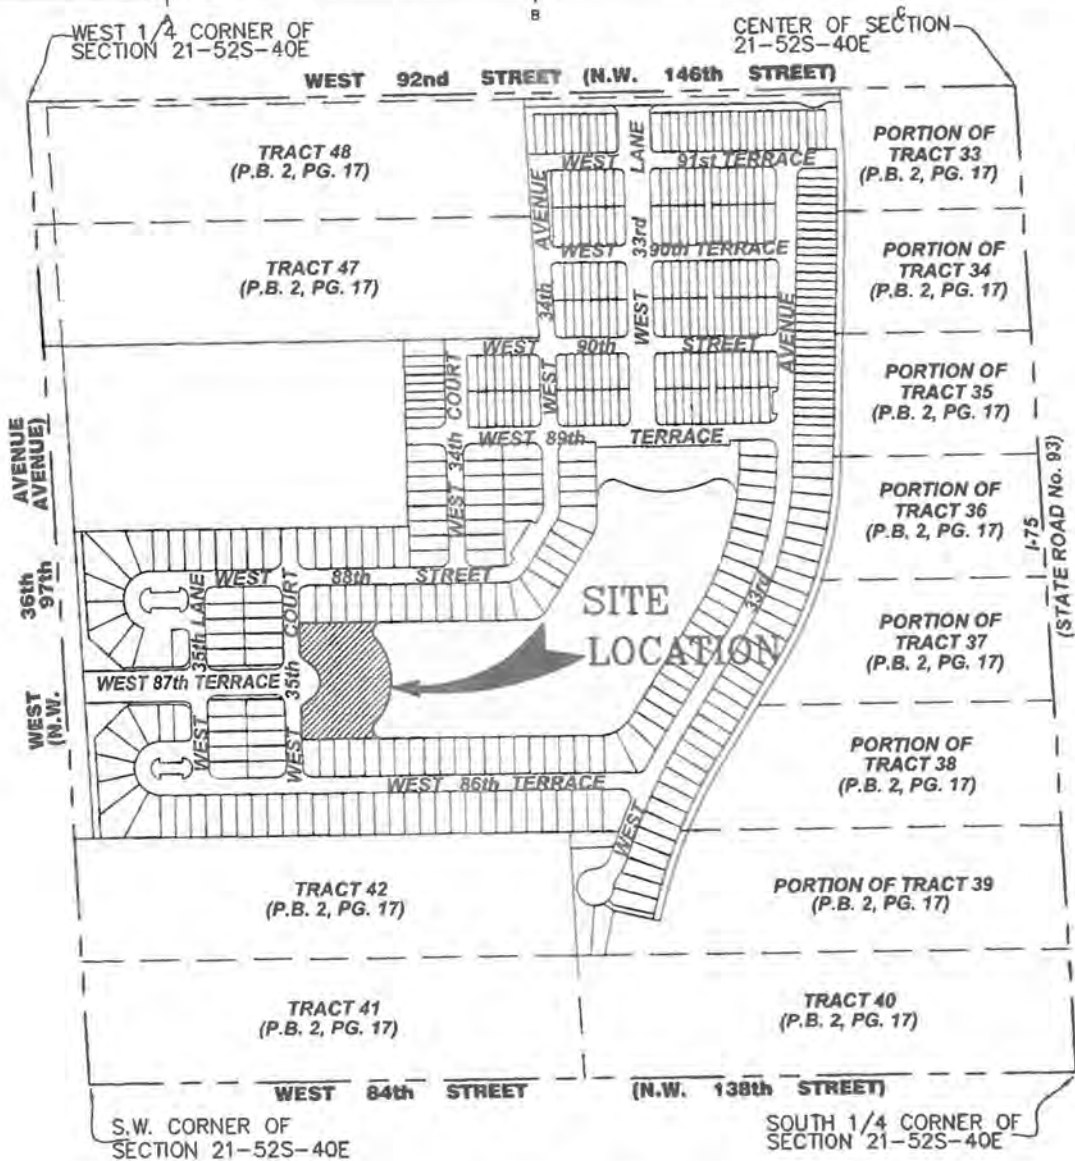 A
B
C
WEST 1/4 CORNER OF
SECTION 21-52S-40E
CENTER OF SECTION
21-52S-40E
WEST 92nd STREET (N.W. 146th STREET)
TRACT 48
(P.B. 2, PG. 17)
WEST 91st TERRACE
LANE
PORTION OF
TRACT 33
(P.B. 2, PG. 17)
AVENUE
33rd
WEST 90th TERRACE
TRACT 47
(P.B. 2, PG. 17)
PORTION OF
TRACT 34
(P.B. 2, PG. 17)
34th
WEST
AVENUE
WEST 90th STREET
COURT
WEST
PORTION OF
TRACT 35
(P.B. 2, PG. 17)
34th
WEST 89th TERRACE
WEST
AVENUE
AVENUE)
PORTION OF
TRACT 36
(P.B. 2, PG. 17)
I-75
(STATE ROAD No. 93)
WEST 88th STREET
36th
97th
35th LANE
COURT
33rd
SITE
LOCATION
PORTION OF
TRACT 37
(P.B. 2, PG. 17)
WEST 87th TERRACE
35th
WEST
(N.W.
WEST
WEST
PORTION OF
TRACT 38
(P.B. 2, PG. 17)
WEST 86th TERRACE
WEST
TRACT 42
(P.B. 2, PG. 17)
PORTION OF TRACT 39
(P.B. 2, PG. 17)
TRACT 41
(P.B. 2, PG. 17)
TRACT 40
(P.B. 2, PG. 17)
WEST 84th STREET (N.W. 138th STREET)
S.W. CORNER OF
SECTION 21-52S-40E
SOUTH 1/4 CORNER OF
SECTION 21-52S-40E